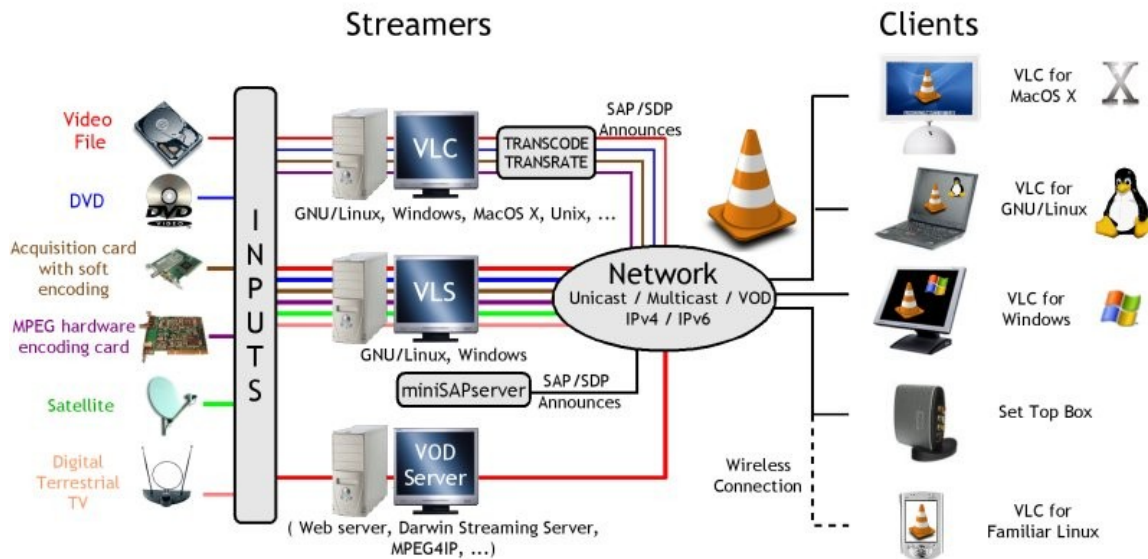 Streamers
Clients
Video
File
DVD
DVD
VIDEO
Acquisition card
with soft
encoding
MPEG hardware
encoding card
Satellite
Digital
Terrestrial
TV
INPUTS
VLC
TRANSCODE
TRANSRATE
SAP/SDP
Announces
GNU/Linux, Windows, MacOS X, Unix, ...
VLS
GNU/Linux, Windows
Network
Unicast / Multicast / VOD
IPv4 / IPv6
miniSAPserver
SAP/SDP
Announces
VOD
Server
( Web server, Darwin Streaming Server,
MPEG4IP, ...)
Wireless
Connection
VLC for
MacOS X
X
VLC for
GNU/Linux
VLC for
Windows
Set Top Box
VLC for
Familiar Linux